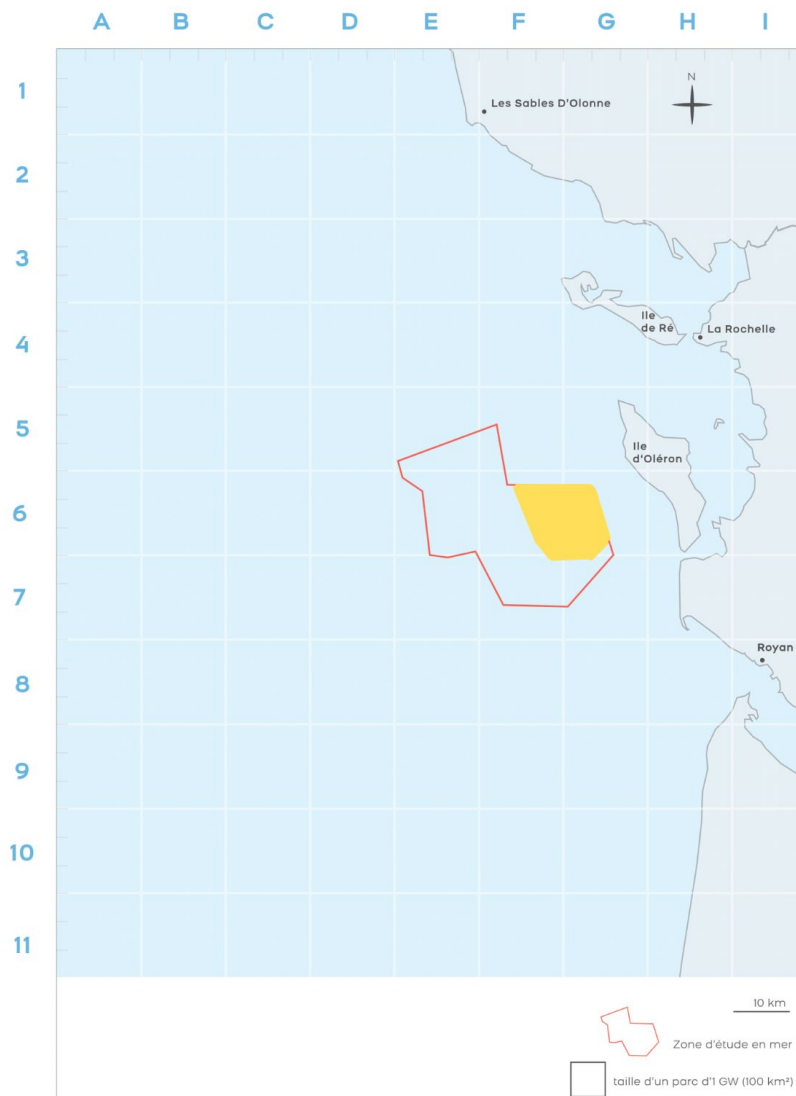 A B C D E F G H I
1
N
Les Sables D'Olonne
2
3
Ile
de Ré
4
La Rochelle
5
Ile
d'Oléron
6
7
Royan
8
9
10
11
10 km
Zone d'étude en mer
taille d'un parc d'1 GW (100 km²)